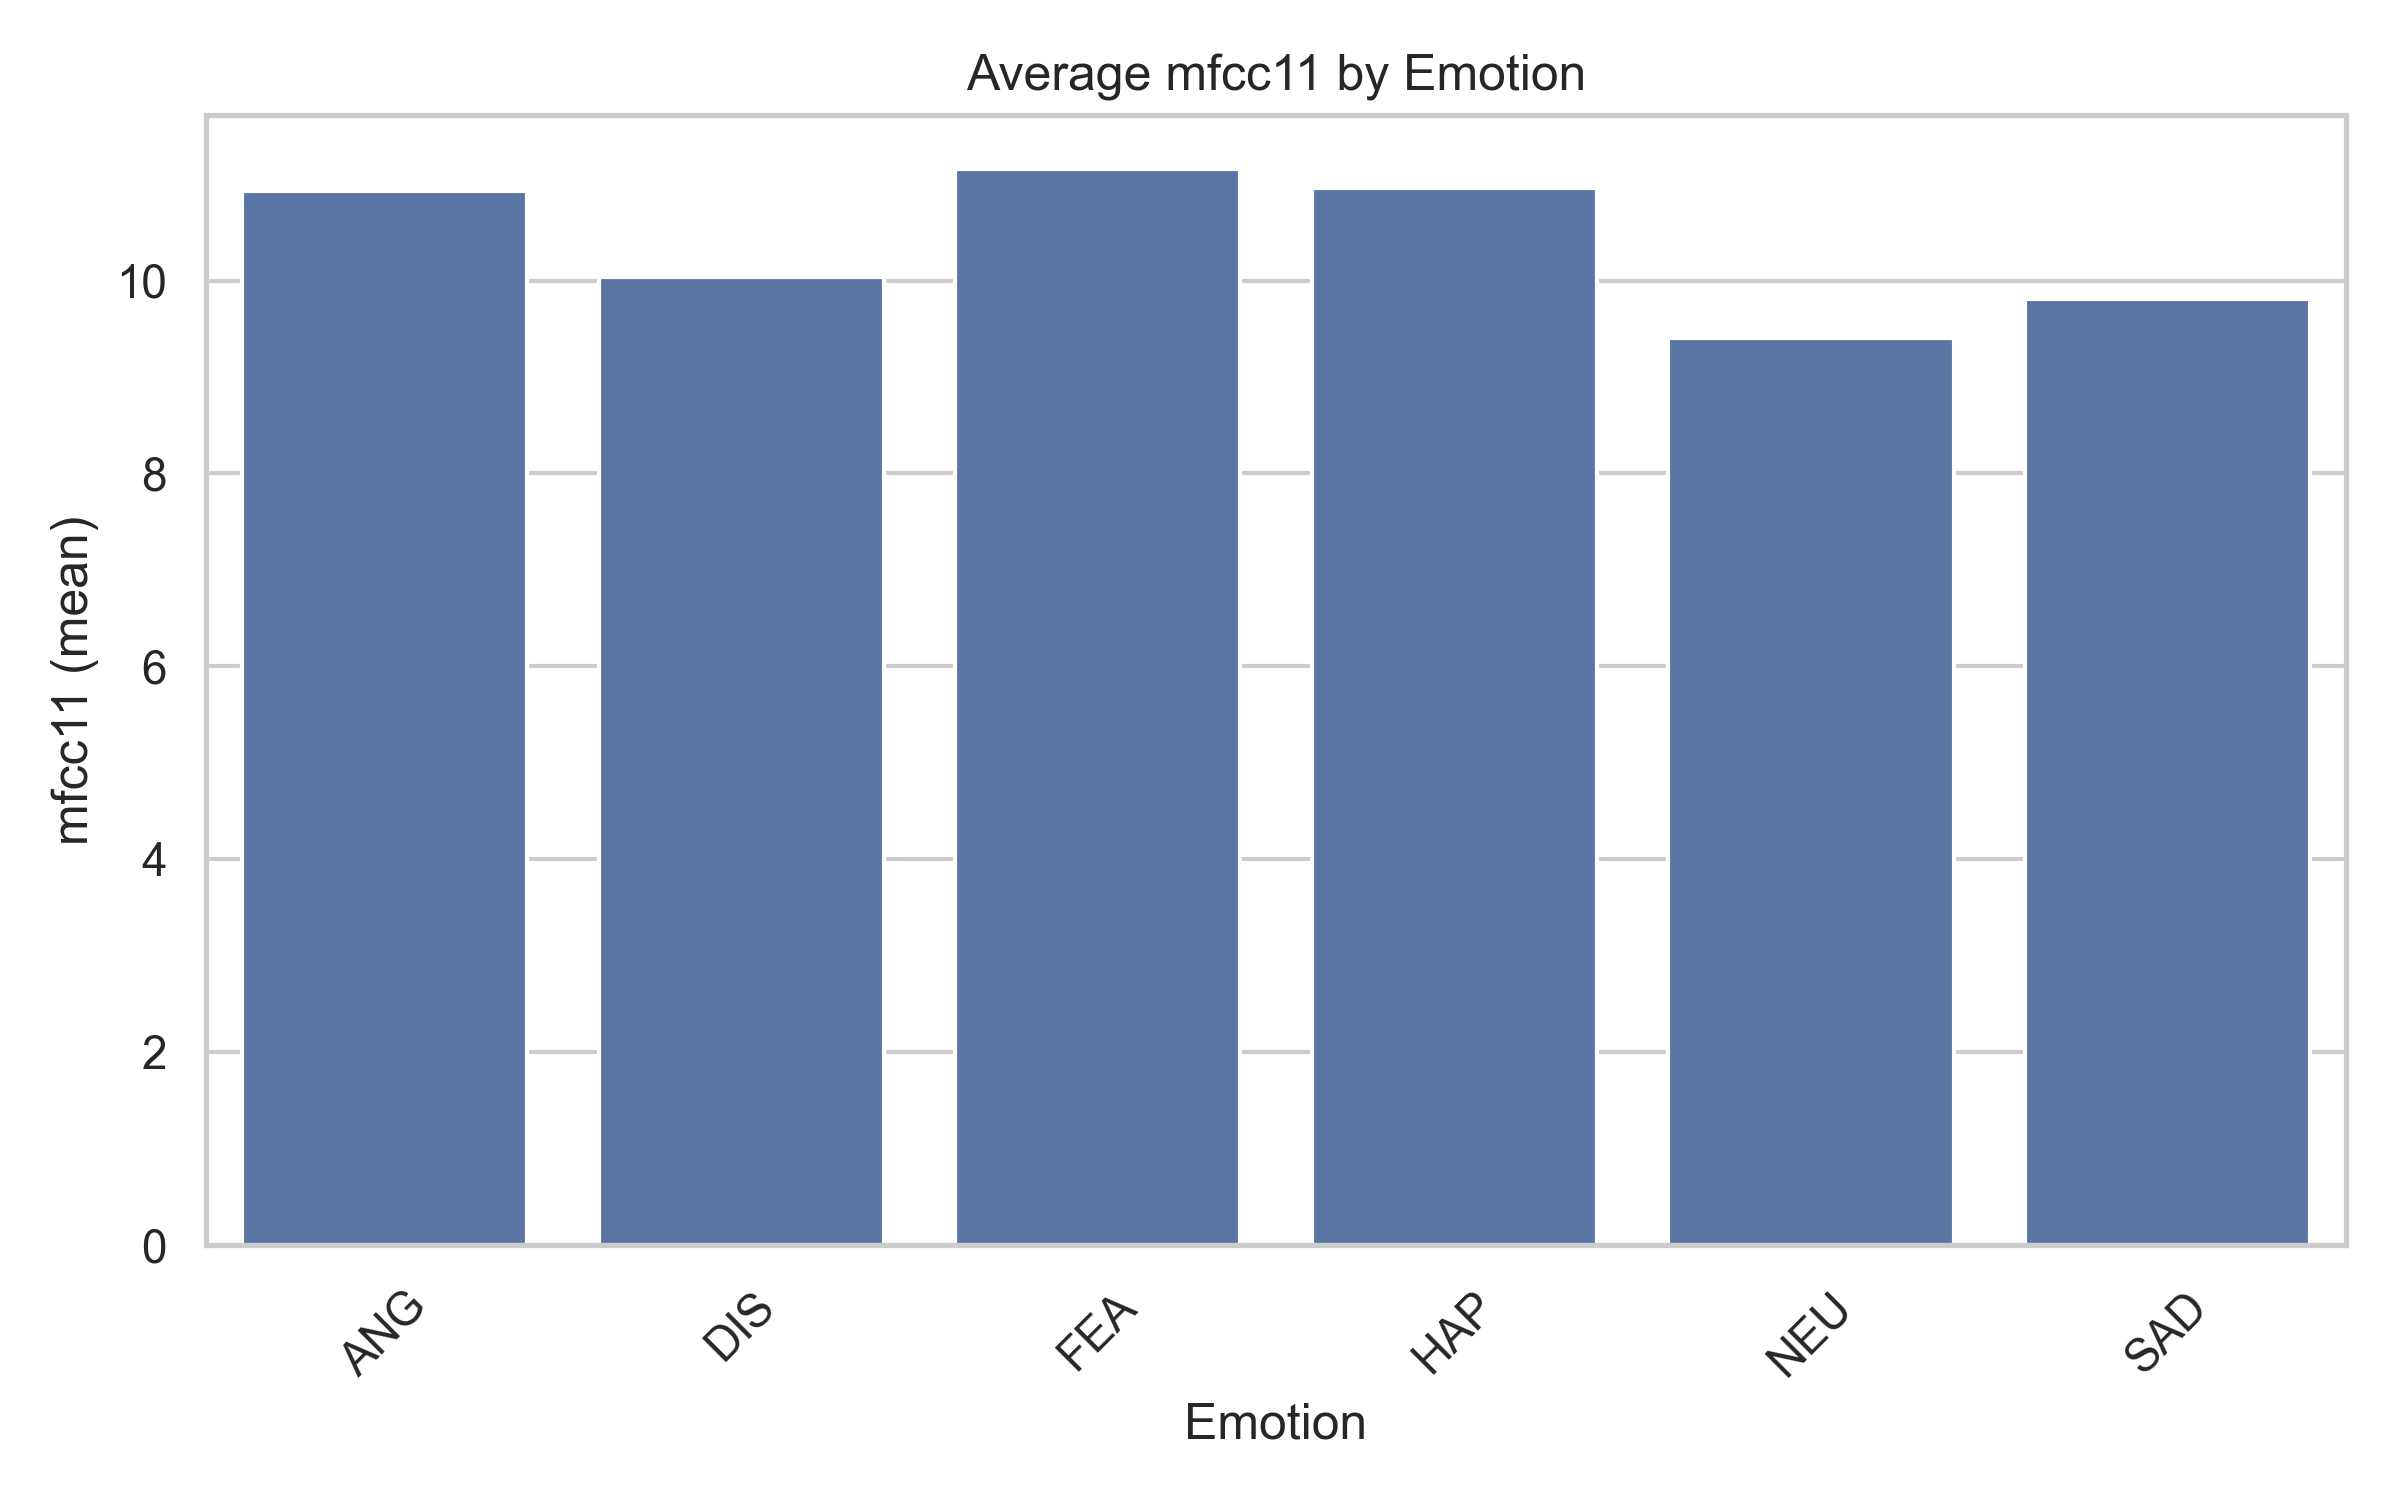 Average mfcc11 by Emotion
mfcc11 (mean)
10
8
6
4
2
0
ANG
DIS
FEA
HAP
NEU
SAD
Emotion